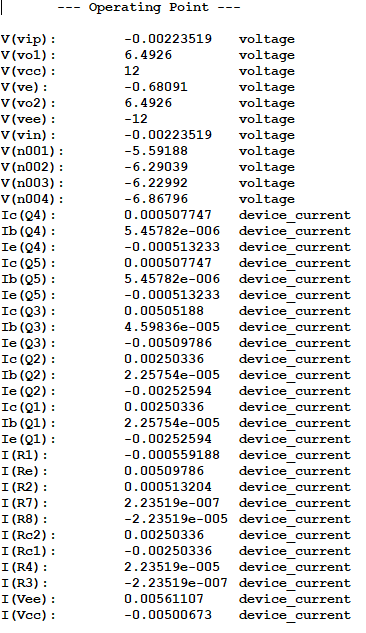 --- Operating Point ---
V(vip): -0.00223519 voltage
V(vo1): 6.4926 voltage
V(vcc): 12 voltage
V(ve): -0.68091 voltage
V(vo2): 6.4926 voltage
V(vee): -12 voltage
V(vin): -0.00223519 voltage
V(n001): -5.59188 voltage
V(n002): -6.29039 voltage
V(n003): -6.22992 voltage
V(n004): -6.86796 voltage
Ic(Q4): 0.000507747 device_current
Ib(Q4): 5.45782e-006 device_current
Ie(Q4): -0.000513233 device_current
Ic(Q5): 0.000507747 device_current
Ib(Q5): 5.45782e-006 device_current
Ie(Q5): -0.000513233 device_current
Ic(Q3): 0.00505188 device_current
Ib(Q3): 4.59836e-005 device_current
Ie(Q3): -0.00509786 device_current
Ic(Q2): 0.00250336 device_current
Ib(Q2): 2.25754e-005 device_current
Ie(Q2): -0.00252594 device_current
Ic(Q1): 0.00250336 device_current
Ib(Q1): 2.25754e-005 device_current
Ie(Q1): -0.00252594 device_current
I(R1): -0.000559188 device_current
I(Re): 0.00509786 device_current
I(R2): 0.000513204 device_current
I(R7): 2.23519e-007 device_current
I(R8): -2.23519e-005 device_current
I(Rc2): 0.00250336 device_current
I(Rc1): -0.00250336 device_current
I(R4): 2.23519e-005 device_current
I(R3): -2.23519e-007 device_current
I(Vee): 0.00561107 device_current
I(Vcc): -0.00500673 device_current